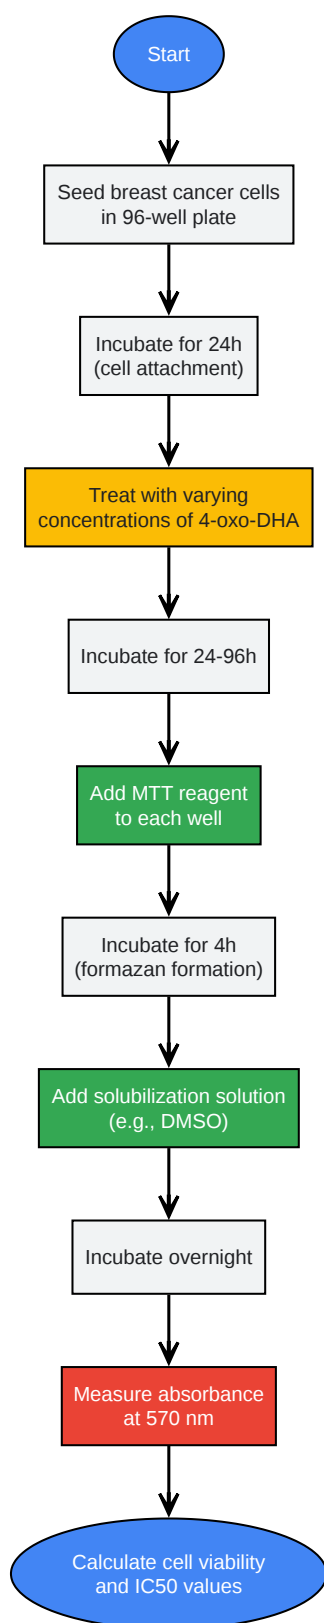 Start
Seed breast cancer cells
in 96-well plate
Incubate for 24h
(cell attachment)
Treat with varying
concentrations of 4-oxo-DHA
Incubate for 24-96h
Add MTT reagent
to each well
Incubate for 4h
(formazan formation)
Add solubilization solution
(e.g., DMSO)
Incubate overnight
Measure absorbance
at 570 nm
Calculate cell viability
and IC50 values